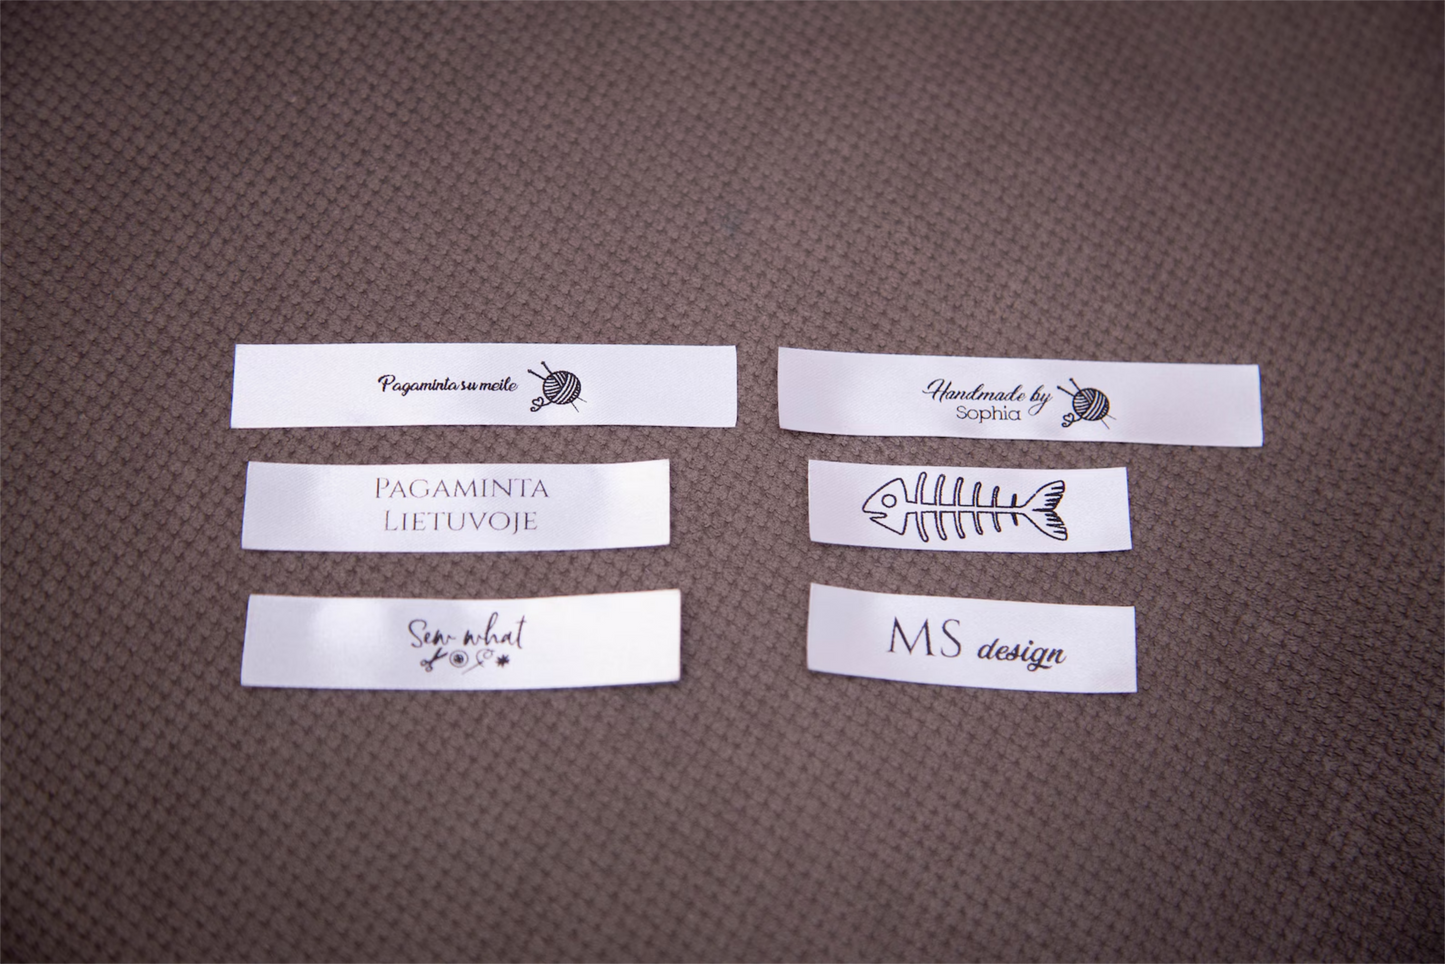 Pagaminta su meile
Handmade by
Sophia
PAGAMINTA
LIETUVOJE
Sew what
MS design